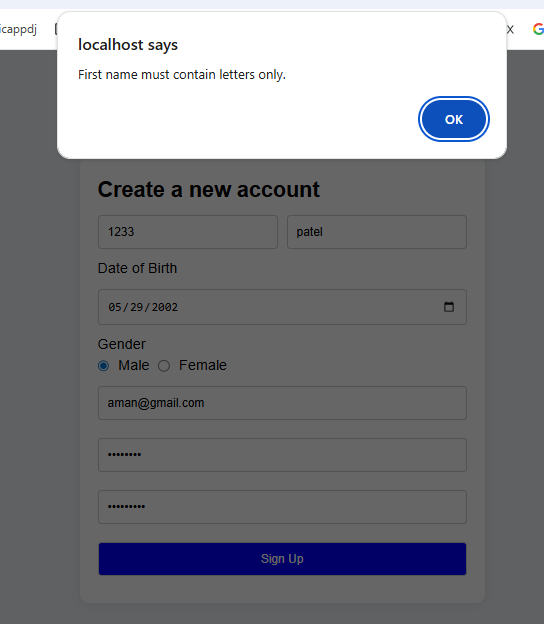 icappdj
x
localhost says
First name must contain letters only.
OK
Create a new account
1233 patel
Date of Birth
05/29/2002
Gender
Male Female
aman@gmail.com
••••••••
•••••••••
Sign Up